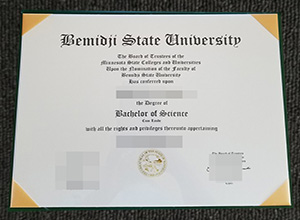 Bemidji State University
The Board of Trustees of the
Minnesota State Colleges and Universities
Upon the Nomination of the Faculty of
Bemidji State University
Has conferred upon
the Degree of
Bachelor of Science
Cum Laude
with all the rights and privileges thereunto appertaining